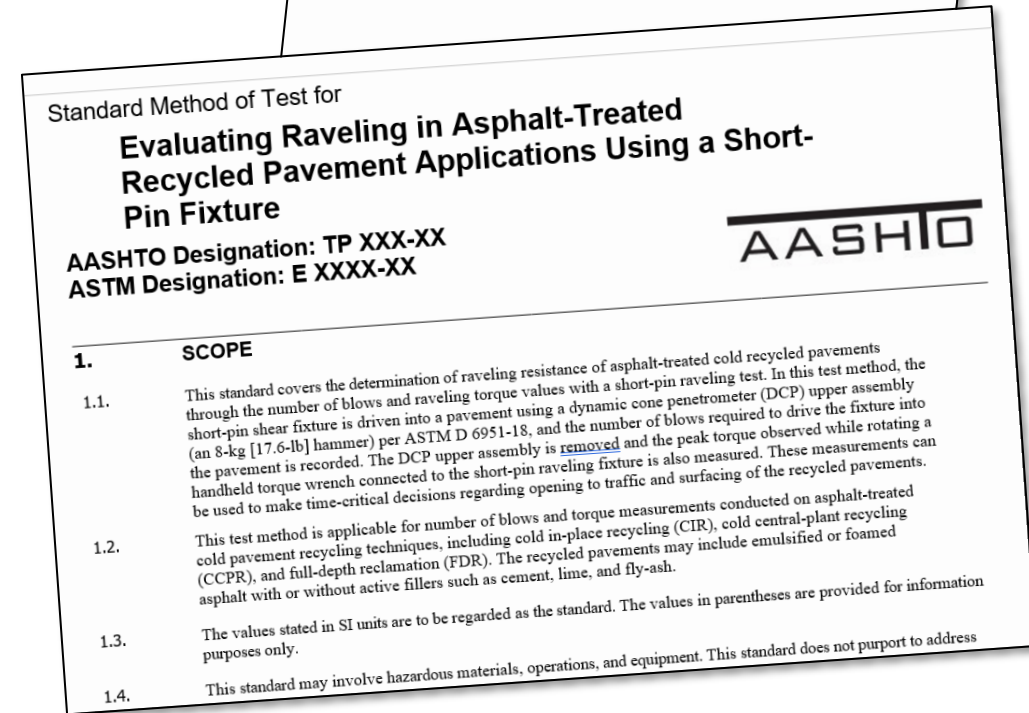 Standard Method of Test for
Evaluating Raveling in Asphalt-Treated
Recycled Pavement Applications Using a Short-
Pin Fixture
AASHTO Designation: TP XXX-XX
ASTM Designation: E XXXX-XX
AASHTO
1. SCOPE
1.1. This standard covers the determination of raveling resistance of asphalt-treated cold recycled pavements
through the number of blows and raveling torque values with a short-pin raveling test. In this test method, the
short-pin shear fixture is driven into a pavement using a dynamic cone penetrometer (DCP) upper assembly
(an 8-kg [17.6-lb] hammer) per ASTM D 6951-18, and the number of blows required to drive the fixture into
the pavement is recorded. The DCP upper assembly is removed and the peak torque observed while rotating a
handheld torque wrench connected to the short-pin raveling fixture is also measured. These measurements can
be used to make time-critical decisions regarding opening to traffic and surfacing of the recycled pavements.
1.2. This test method is applicable for number of blows and torque measurements conducted on asphalt-treated
cold pavement recycling techniques, including cold in-place recycling (CIR), cold central-plant recycling
(CCPR), and full-depth reclamation (FDR). The recycled pavements may include emulsified or foamed
asphalt with or without active fillers such as cement, lime, and fly-ash.
1.3. The values stated in SI units are to be regarded as the standard. The values in parentheses are provided for information
purposes only.
1.4. This standard may involve hazardous materials, operations, and equipment. This standard does not purport to address